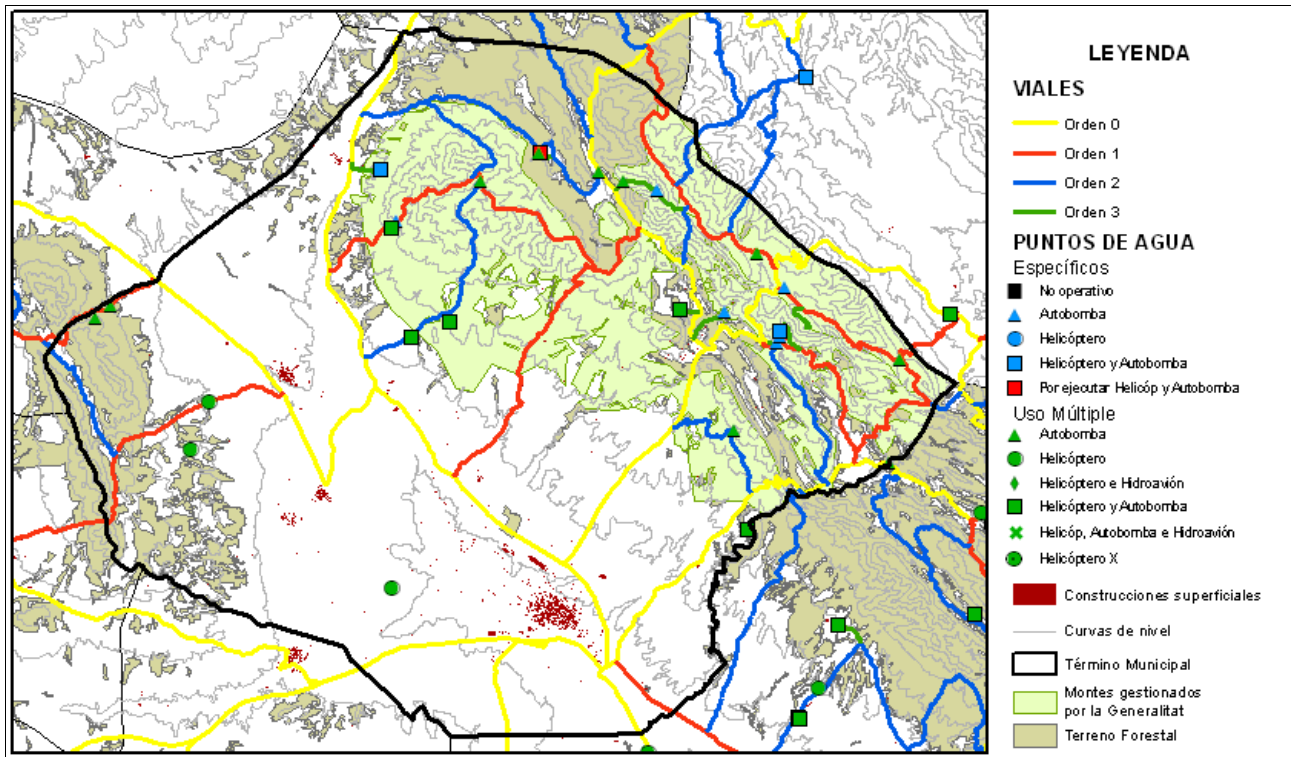 LEYENDA
VIALES
Orden 0
Orden 1
Orden 2
Orden 3
PUNTOS DE AGUA
Específicos
No operativo
Autobomba
Helicóptero
Helicóptero y Autobomba
Por ejecutar Helicóp y Autobomba
Uso Múltiple
Autobomba
Helicóptero
Helicóptero e Hidroavión
Helicóptero y Autobomba
Helicóp, Autobomba e Hidroavión
Helicóptero X
Construcciones superficiales
Curvas de nivel
Término Municipal
Montes gestionados
por la Generalitat
Terreno Forestal